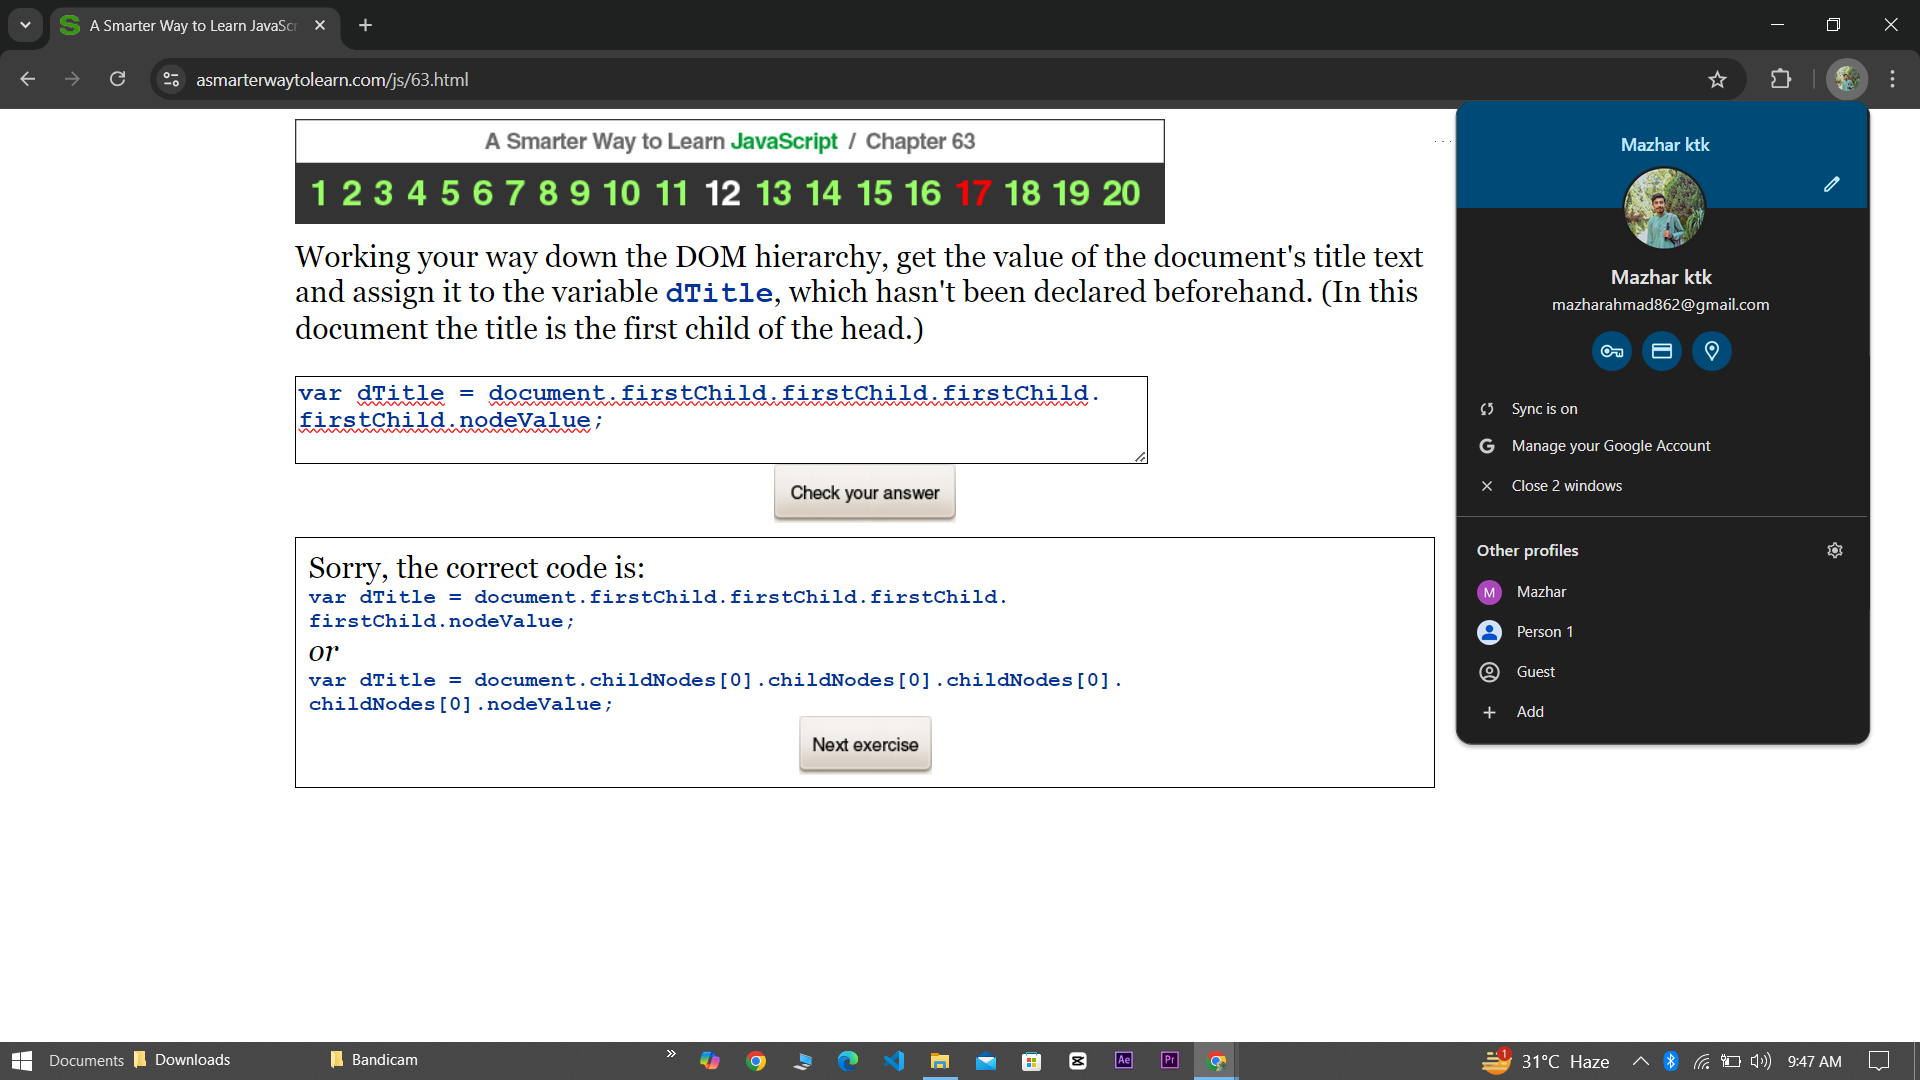 A Smarter Way to Learn JavaScr
asmarterwaytolearn.com/js/63.html
A Smarter Way to Learn JavaScript / Chapter 63
1 2 3 4 5 6 7 8 9 10 11 12 13 14 15 16 17 18 19 20
Working your way down the DOM hierarchy, get the value of the document's title text
and assign it to the variable dTitle, which hasn't been declared beforehand. (In this
document the title is the first child of the head.)
var dTitle = document.firstChild.firstChild.firstChild.
firstChild.nodeValue;
Check your answer
Sorry, the correct code is:
var dTitle = document.firstChild.firstChild.firstChild.
firstChild.nodeValue;
or
var dTitle = document.childNodes[0].childNodes[0].childNodes[0].
childNodes[0].nodeValue;
Next exercise
Mazhar ktk
Mazhar ktk
mazharahmad862@gmail.com
Sync is on
Manage your Google Account
Close 2 windows
Other profiles
M Mazhar
Person 1
Guest
Add
Documents Downloads Bandicam Ae Pr 1 31°C Haze 9:47 AM